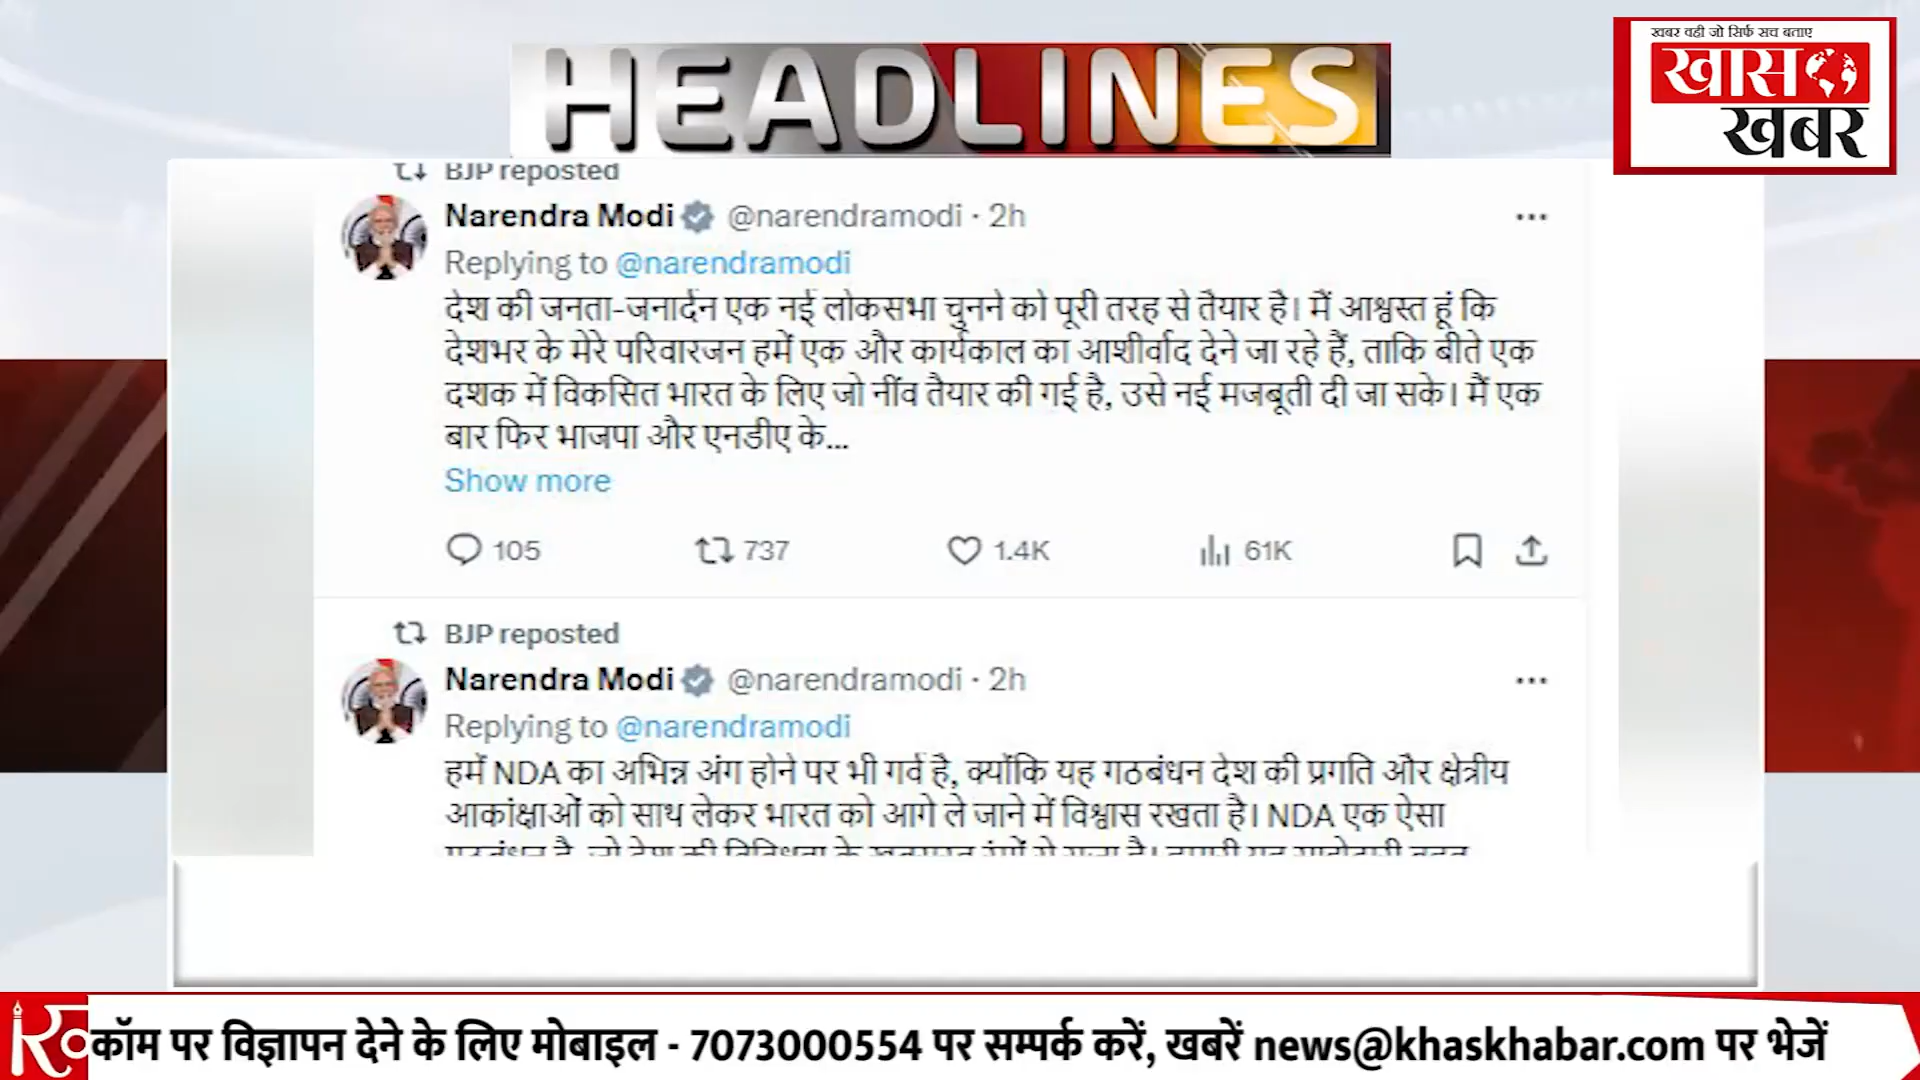 HEADLINES
खबर वही जो सिर्फ सच बताए
खास
खबर
BJP reposted
Narendra Modi @narendramodi · 2h
Replying to @narendramodi
देश की जनता-जनार्दन एक नई लोकसभा चुनने को पूरी तरह से तैयार है। मैं आश्वस्त हूं कि
देशभर के मेरे परिवारजन हमें एक और कार्यकाल का आशीर्वाद देने जा रहे हैं, ताकि बीते एक
दशक में विकसित भारत के लिए जो नींव तैयार की गई है, उसे नई मजबूती दी जा सके। मैं एक
बार फिर भाजपा और एनडीए के...
Show more
105 737 1.4K 61K
BJP reposted
Narendra Modi @narendramodi · 2h
Replying to @narendramodi
हमें NDA का अभिन्न अंग होने पर भी गर्व है, क्योंकि यह गठबंधन देश की प्रगति और क्षेत्रीय
आकांक्षाओं को साथ लेकर भारत को आगे ले जाने में विश्वास रखता है। NDA एक ऐसा
कॉम पर विज्ञापन देने के लिए मोबाइल - 7073000554 पर सम्पर्क करें, खबरें news@khaskhabar.com पर भेजें